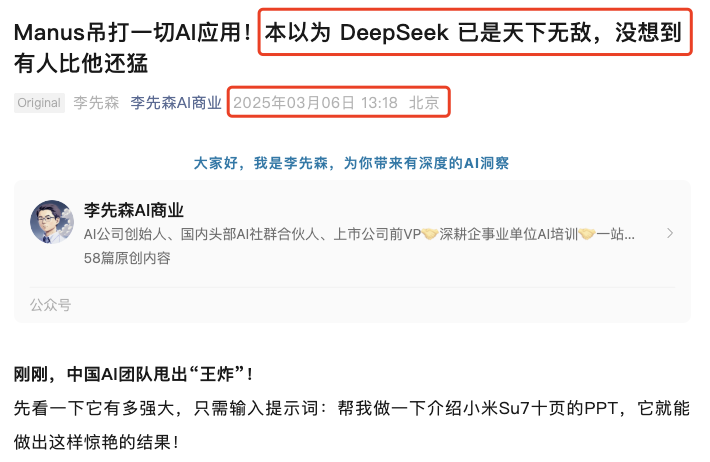 Manus吊打一切AI应用！本以为 DeepSeek 已是天下无敌，没想到
有人比他还猛
Original 李先森 李先森AI商业 2025年03月06日 13:18 北京
大家好，我是李先森，为你带来有深度的AI洞察
李先森AI商业
AI公司创始人、国内头部AI社群合伙人、上市公司前VP🤝深耕企事业单位AI培训🤝一站...
58篇原创内容
公众号
刚刚，中国AI团队甩出“王炸”！
先看一下它有多强大，只需输入提示词：帮我做一下介绍小米Su7十页的PPT，它就能
做出这样惊艳的结果！